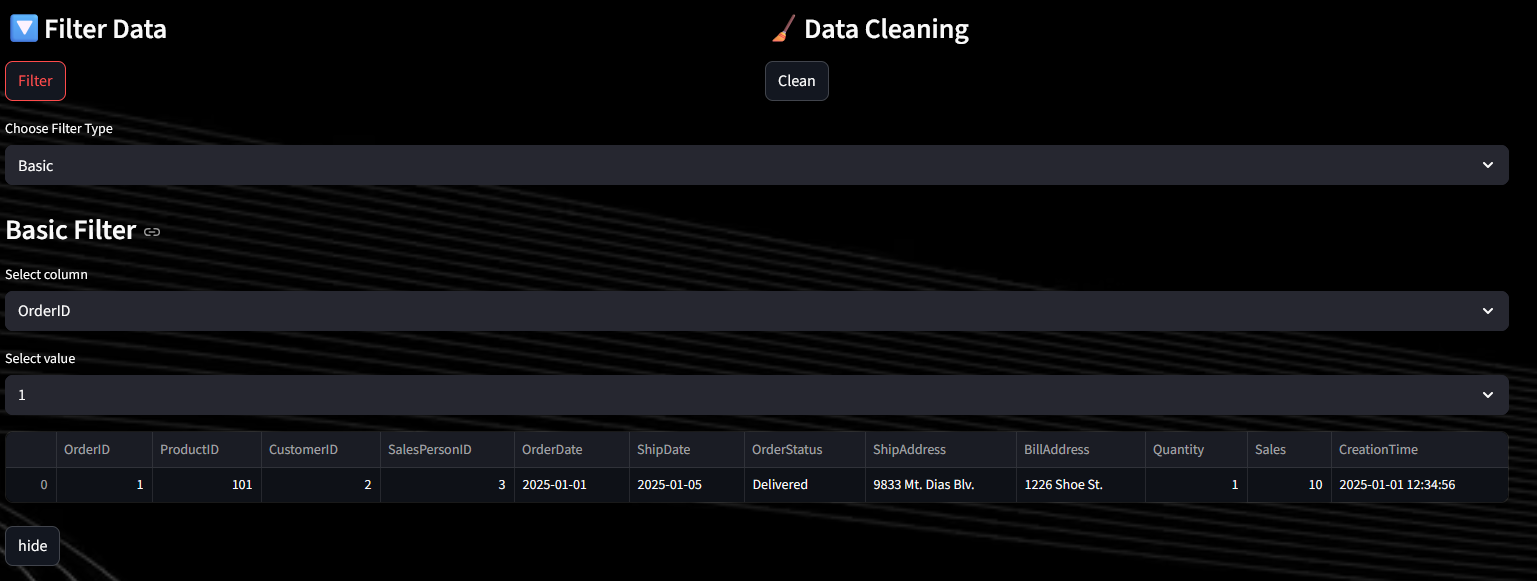 Filter Data
Data Cleaning
Filter
Clean
Choose Filter Type
Basic
Basic Filter
Select column
OrderID
Select value
1
OrderID ProductID CustomerID SalesPersonID OrderDate ShipDate OrderStatus ShipAddress BillAddress Quantity Sales CreationTime
0 1 101 2 3 2025-01-01 2025-01-05 Delivered 9833 Mt. Dias Blv. 1226 Shoe St. 1 10 2025-01-01 12:34:56
hide